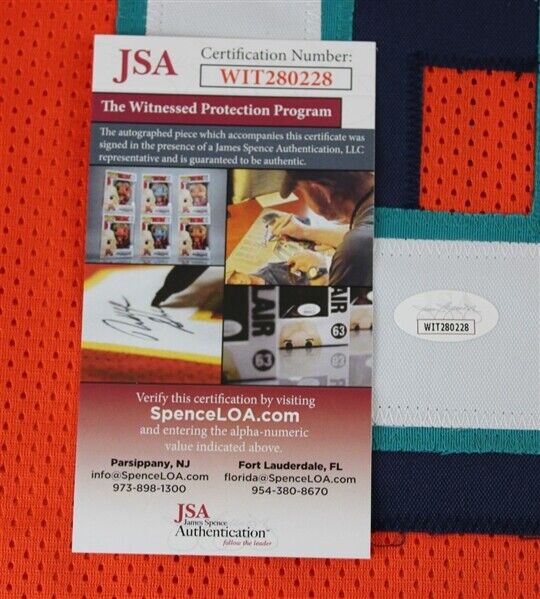 JSA
Certification Number:
WIT280228
The Witnessed Protection Program
The autographed piece which accompanies this certificate was
signed in the presence of a James Spence Authentication, LLC
representative and is guaranteed to be authentic.
LAIR
63
63
Verify this certification by visiting
SpenceLOA.com
and entering the alpha-numeric
value indicated above.
Parsippany, NJ
info@SpenceLOA.com
973-898-1300
Fort Lauderdale, FL
florida@SpenceLOA.com
954-380-8670
JSA
James Spence
Authentication
follow the leader
WIT280228